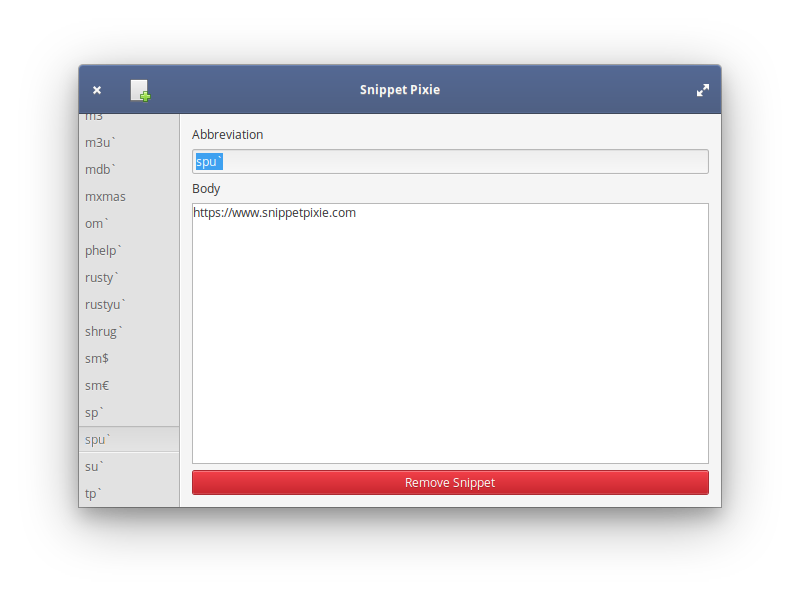 Snippet Pixie
m3`
m3u`
mdb`
mxmas
om`
phelp`
rusty`
rustyu`
shrug`
sm$
sm€
sp`
spu`
su`
tp`
Abbreviation
spu`
Body
https://www.snippetpixie.com
Remove Snippet